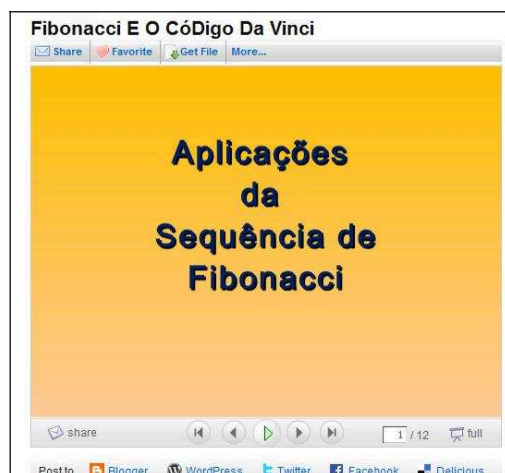 Fibonacci E O CóDigo Da Vinci
Share Favorite Get File More...
Aplicações
da
Sequência de
Fibonacci
share 1 / 12 full
Post to Blogger WordPress Twitter Facebook Delicious